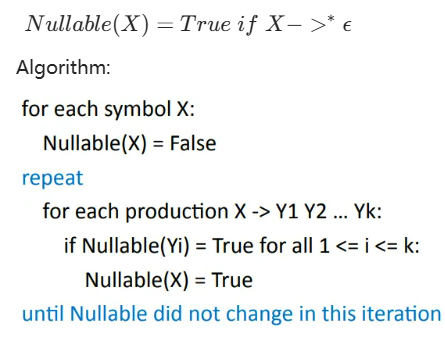 Nullable(X) = True if X− >* ϵ
Algorithm:
for each symbol X:
Nullable(X) = False
repeat
for each production X -> Y1 Y2 ... Yk:
if Nullable(Yi) = True for all 1 <= i <= k:
Nullable(X) = True
until Nullable did not change in this iteration